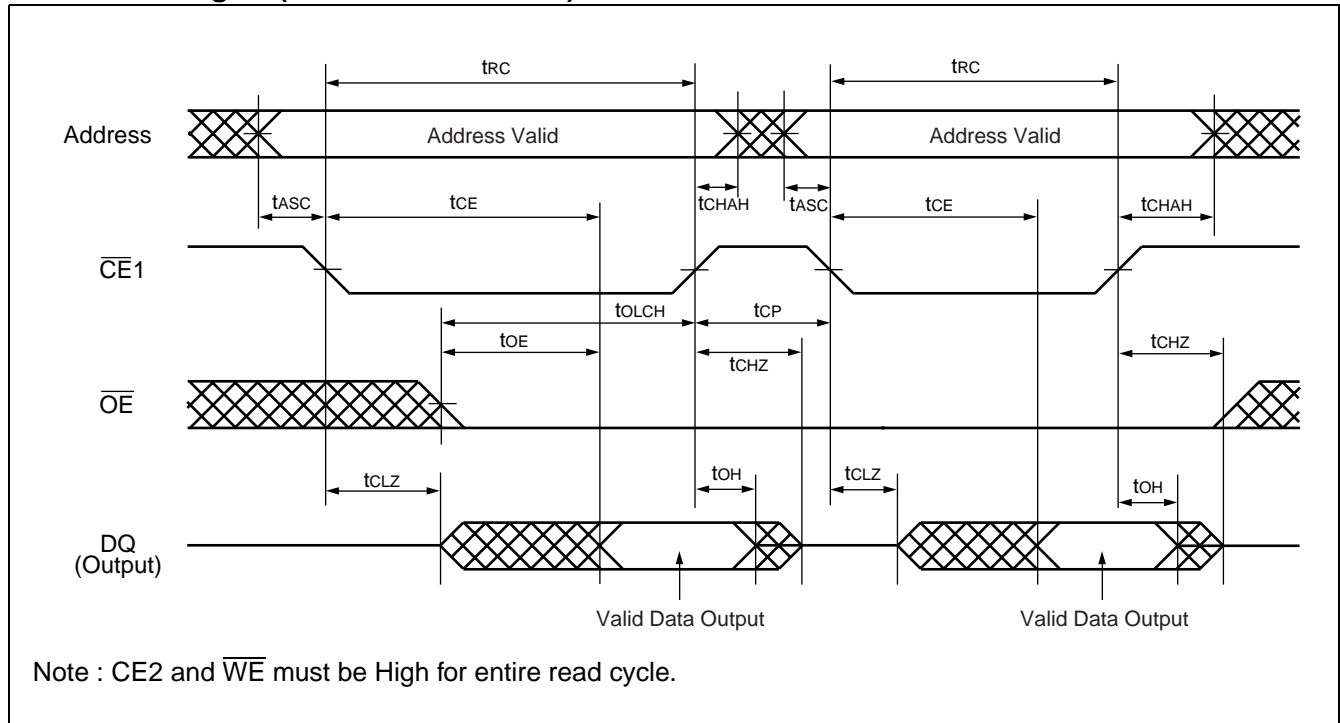 tRC tRC
Address Address Valid Address Valid
tASC tCE tCHAH tASC tCE tCHAH
CE1
tOLCH tCP
tOE tCHZ tCHZ
OE
tCLZ tOH tCLZ tOH
DQ
(Output)
Valid Data Output Valid Data Output
Note : CE2 and WE must be High for entire read cycle.